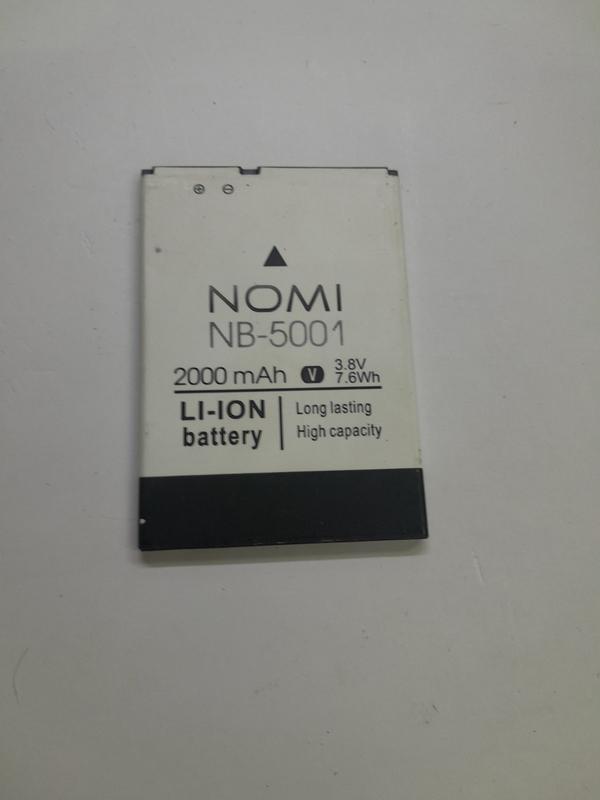 ⊕ ⊖
▲
NOMI
NB-5001
2000 mAh V 3.8V
7.6Wh
LI-ION Long lasting
battery High capacity